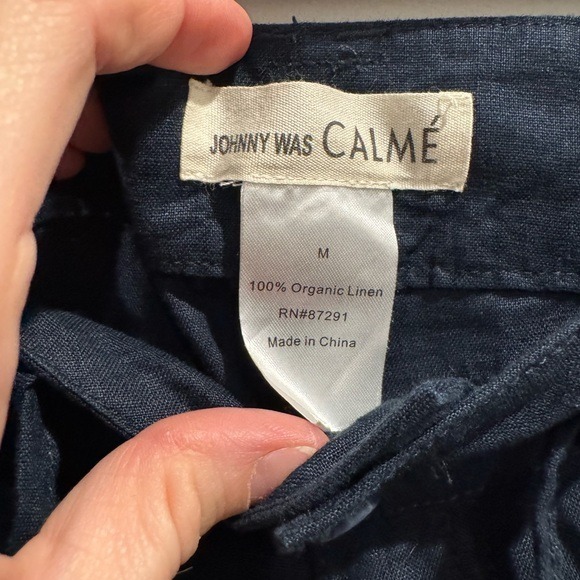 JOHNNY WAS CALMÉ
M
100% Organic Linen
RN#87291
Made in China